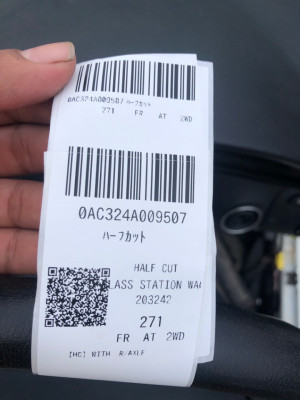 0AC324A009507 ハーフカット
271 FR AT 2WD
0AC324A009507
ハーフカット
HALF CUT
LASS STATION WAG
203242
271
FR AT 2WD
[HC] WITH R/AXLE